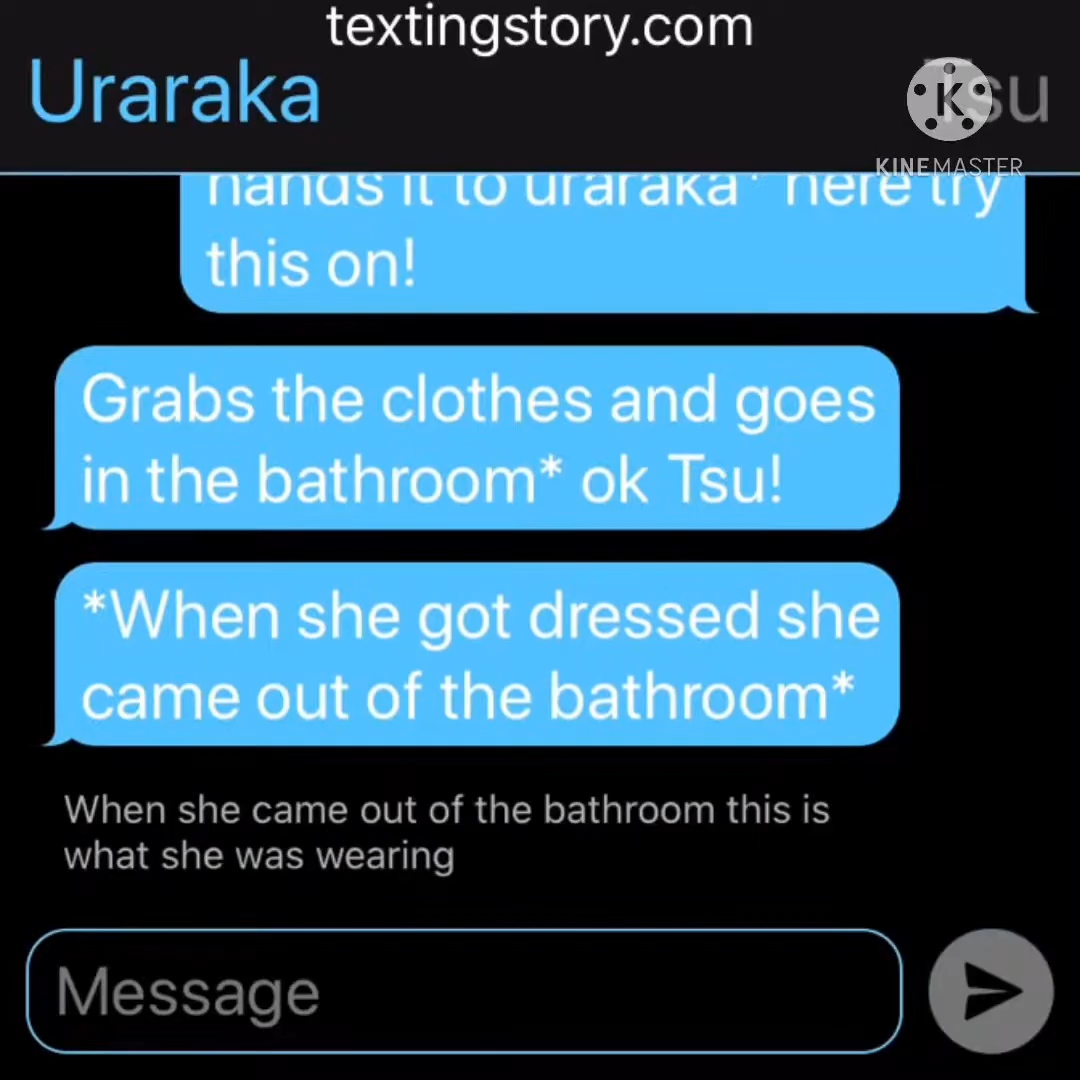 textingstory.com
Uraraka
Tsu
K
KINEMASTER
hands it to uraraka* here try
this on!
Grabs the clothes and goes
in the bathroom* ok Tsu!
*When she got dressed she
came out of the bathroom*
When she came out of the bathroom this is
what she was wearing
Message